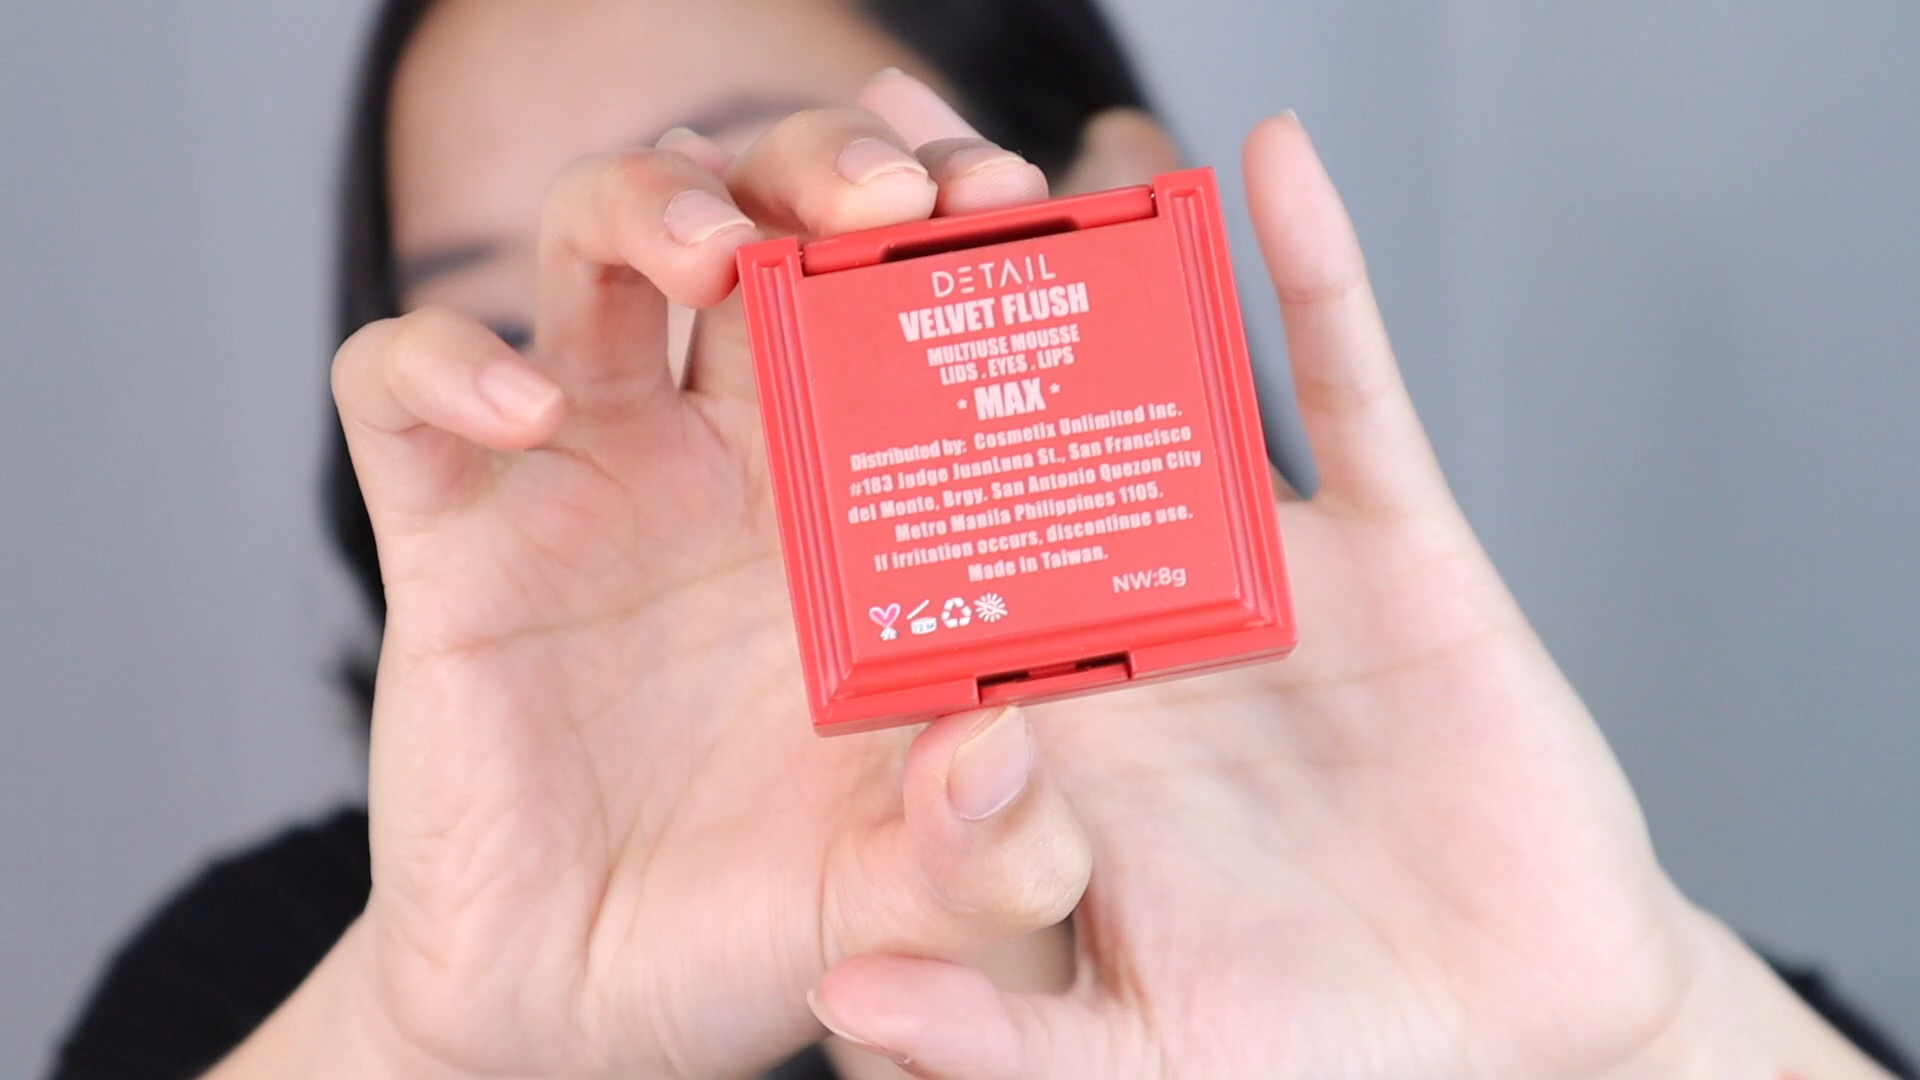 DETAIL
VELVET FLUSH
MULTIUSE MOUSSE
LIDS . EYES . LIPS
* MAX *
Distributed by: Cosmetix Unlimited Inc.
#183 Judge JuanLuna St., San Francisco
del Monte, Brgy. San Antonio Quezon City
Metro Manila Philippines 1105.
If irritation occurs, discontinue use.
Made in Taiwan.
NW:8g